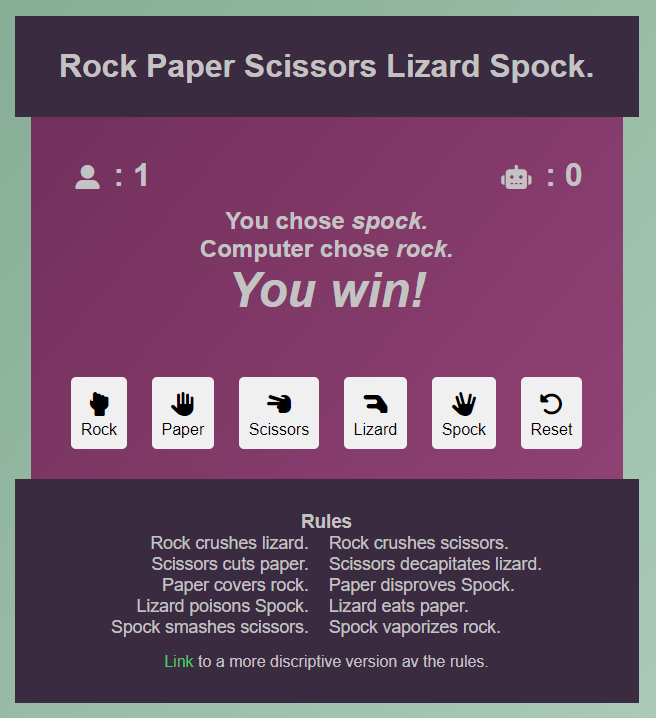 Rock Paper Scissors Lizard Spock.
: 1
: 0
You chose spock.
Computer chose rock.
You win!
Rock
Paper
Scissors
Lizard
Spock
Reset
Rules
Rock crushes lizard. Rock crushes scissors.
Scissors cuts paper. Scissors decapitates lizard.
Paper covers rock. Paper disproves Spock.
Lizard poisons Spock. Lizard eats paper.
Spock smashes scissors. Spock vaporizes rock.
Link to a more discriptive version av the rules.